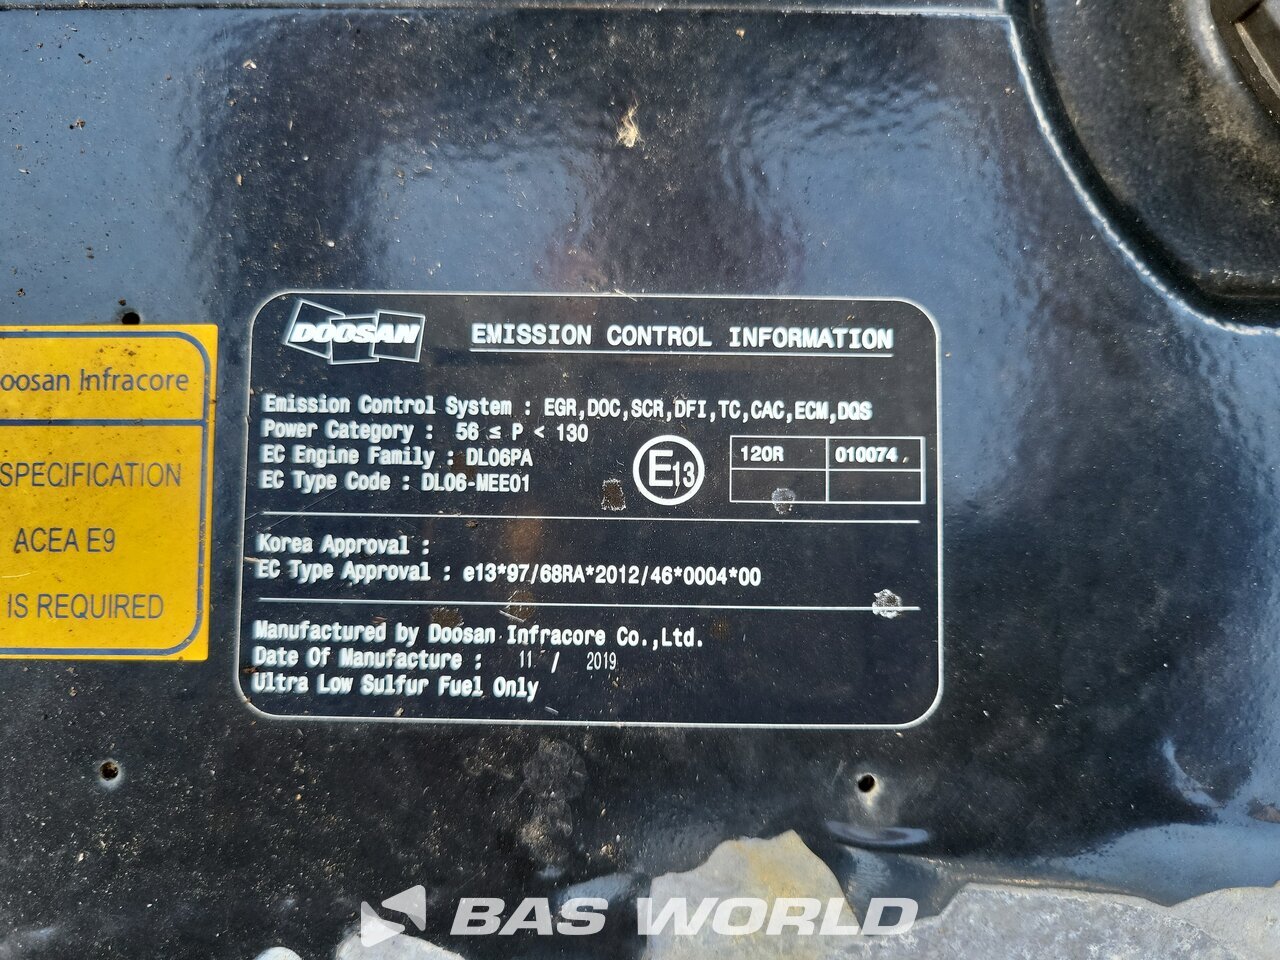 DOOSAN
EMISSION CONTROL INFORMATION
Emission Control System : EGR,DOC,SCR,DFI,TC,CAC,ECM,DQS
Power Category : 56 ≤ P < 130
EC Engine Family : DL06PA
EC Type Code : DL06-MEE01
E13
120R 010074
Korea Approval :
EC Type Approval : e13*97/68RA*2012/46*0004*00
Manufactured by Doosan Infracore Co.,Ltd.
Date Of Manufacture : 11 / 2019
Ultra Low Sulfur Fuel Only
oosan Infracore
SPECIFICATION
ACEA E9
IS REQUIRED
BAS WORLD